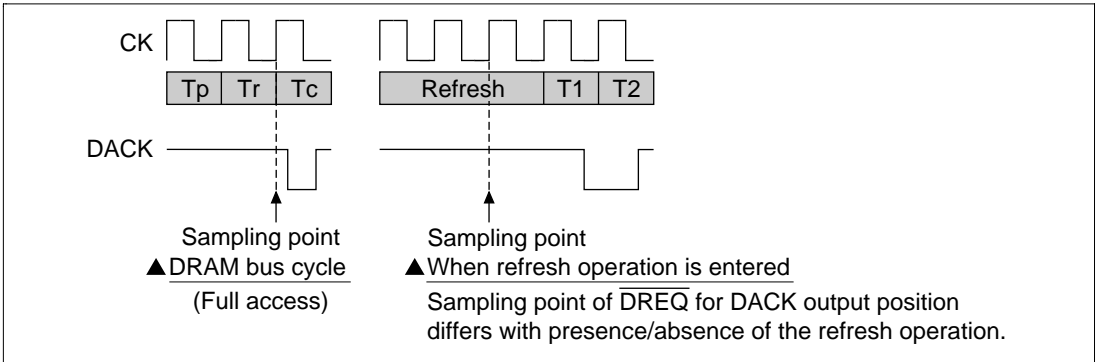 CK
Tp Tr Tc Refresh T1 T2
DACK
Sampling point
▲DRAM bus cycle
(Full access)
Sampling point
▲When refresh operation is entered
Sampling point of DREQ for DACK output position
differs with presence/absence of the refresh operation.